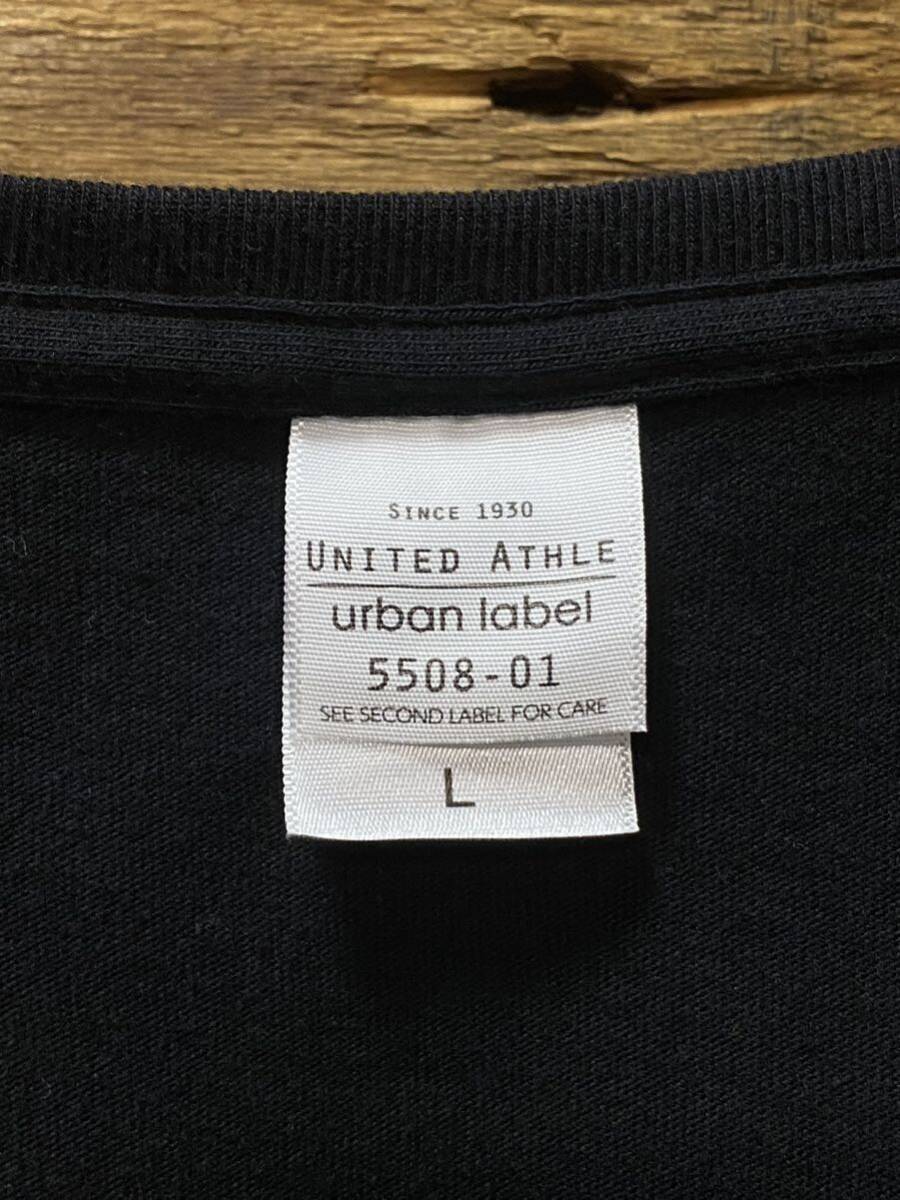 SINCE 1930
UNITED ATHLE
urban label
5508-01
SEE SECOND LABEL FOR CARE
L